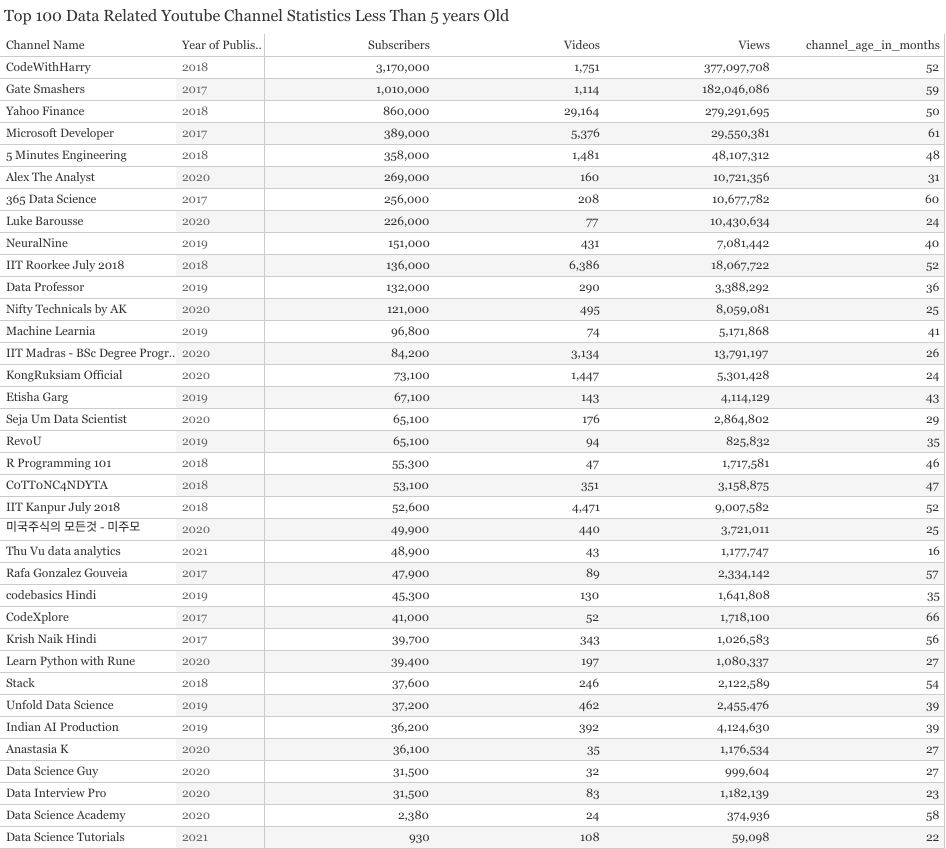 Top 100 Data Related Youtube Channel Statistics Less Than 5 years Old
Channel Name Year of Publis.. Subscribers Videos Views channel_age_in_months
CodeWithHarry 2018 3,170,000 1,751 377,097,708 52
Gate Smashers 2017 1,010,000 1,114 182,046,086 59
Yahoo Finance 2018 860,000 29,164 279,291,695 50
Microsoft Developer 2017 389,000 5,376 29,550,381 61
5 Minutes Engineering 2018 358,000 1,481 48,107,312 48
Alex The Analyst 2020 269,000 160 10,721,356 31
365 Data Science 2017 256,000 208 10,677,782 60
Luke Barousse 2020 226,000 77 10,430,634 24
NeuralNine 2019 151,000 431 7,081,442 40
IIT Roorkee July 2018 2018 136,000 6,386 18,067,722 52
Data Professor 2019 132,000 290 3,388,292 36
Nifty Technicals by AK 2020 121,000 495 8,059,081 25
Machine Learnia 2019 96,800 74 5,171,868 41
IIT Madras - BSc Degree Progr.. 2020 84,200 3,134 13,791,197 26
KongRuksiam Official 2020 73,100 1,447 5,301,428 24
Etisha Garg 2019 67,100 143 4,114,129 43
Seja Um Data Scientist 2020 65,100 176 2,864,802 29
RevoU 2019 65,100 94 825,832 35
R Programming 101 2018 55,300 47 1,717,581 46
C0TT0NC4NDYTA 2018 53,100 351 3,158,875 47
IIT Kanpur July 2018 2018 52,600 4,471 9,007,582 52
미국주식의 모든것 - 미주모 2020 49,900 440 3,721,011 25
Thu Vu data analytics 2021 48,900 43 1,177,747 16
Rafa Gonzalez Gouveia 2017 47,900 89 2,334,142 57
codebasics Hindi 2019 45,300 130 1,641,808 35
CodeXplore 2017 41,000 52 1,718,100 66
Krish Naik Hindi 2017 39,700 343 1,026,583 56
Learn Python with Rune 2020 39,400 197 1,080,337 27
Stack 2018 37,600 246 2,122,589 54
Unfold Data Science 2019 37,200 462 2,455,476 39
Indian AI Production 2019 36,200 392 4,124,630 39
Anastasia K 2020 36,100 35 1,176,534 27
Data Science Guy 2020 31,500 32 999,604 27
Data Interview Pro 2020 31,500 83 1,182,139 23
Data Science Academy 2020 2,380 24 374,936 58
Data Science Tutorials 2021 930 108 59,098 22